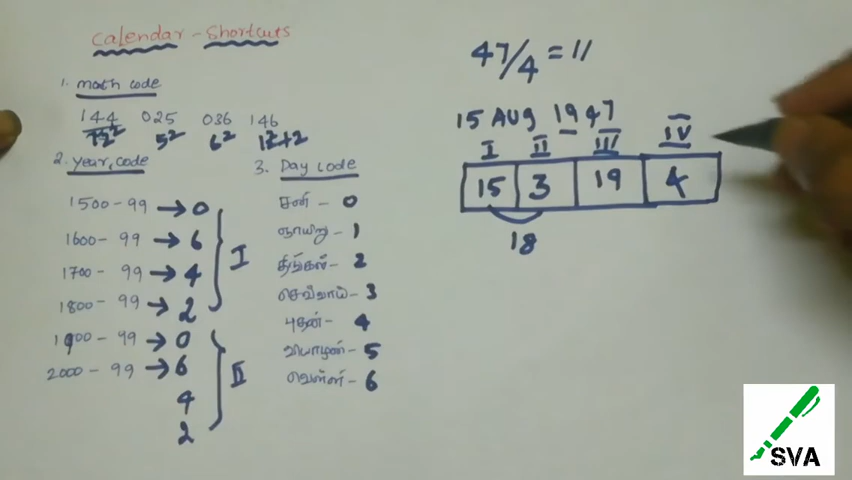 Calendar - Shortcuts
1. month code
144 025 036 146
12² 5² 6² 12²+2
2. year code
1500 - 99 → 0
1600 - 99 → 6
1700 - 99 → 4
1800 - 99 → 2
I
1900 - 99 → 0
2000 - 99 → 6
4
2
II
3. Day code
சனி - 0
ஞாயிறு - 1
திங்கள் - 2
செவ்வாய் - 3
புதன் - 4
வியாழன் - 5
வெள்ளி - 6
47/4 = 11
15 AUG 1947
I II III IV
15 3 19 4
18
SVA